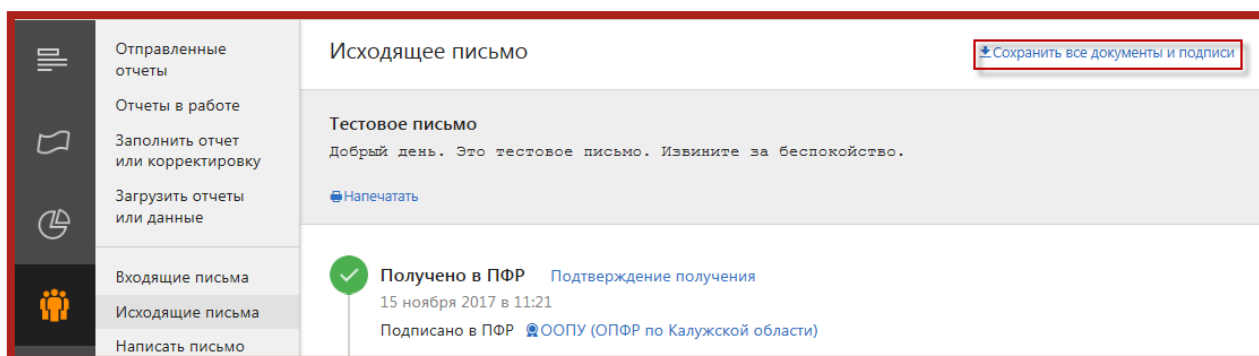 Отправленные
отчеты
Отчеты в работе
Заполнить отчет
или корректировку
Загрузить отчеты
или данные
Входящие письма
Исходящие письма
Написать письмо
Исходящее письмо
Сохранить все документы и подписи
Тестовое письмо
Добрый день. Это тестовое письмо. Извините за беспокойство.
Напечатать
Получено в ПФР Подтверждение получения
15 ноября 2017 в 11:21
Подписано в ПФР ООПУ (ОПФР по Калужской области)